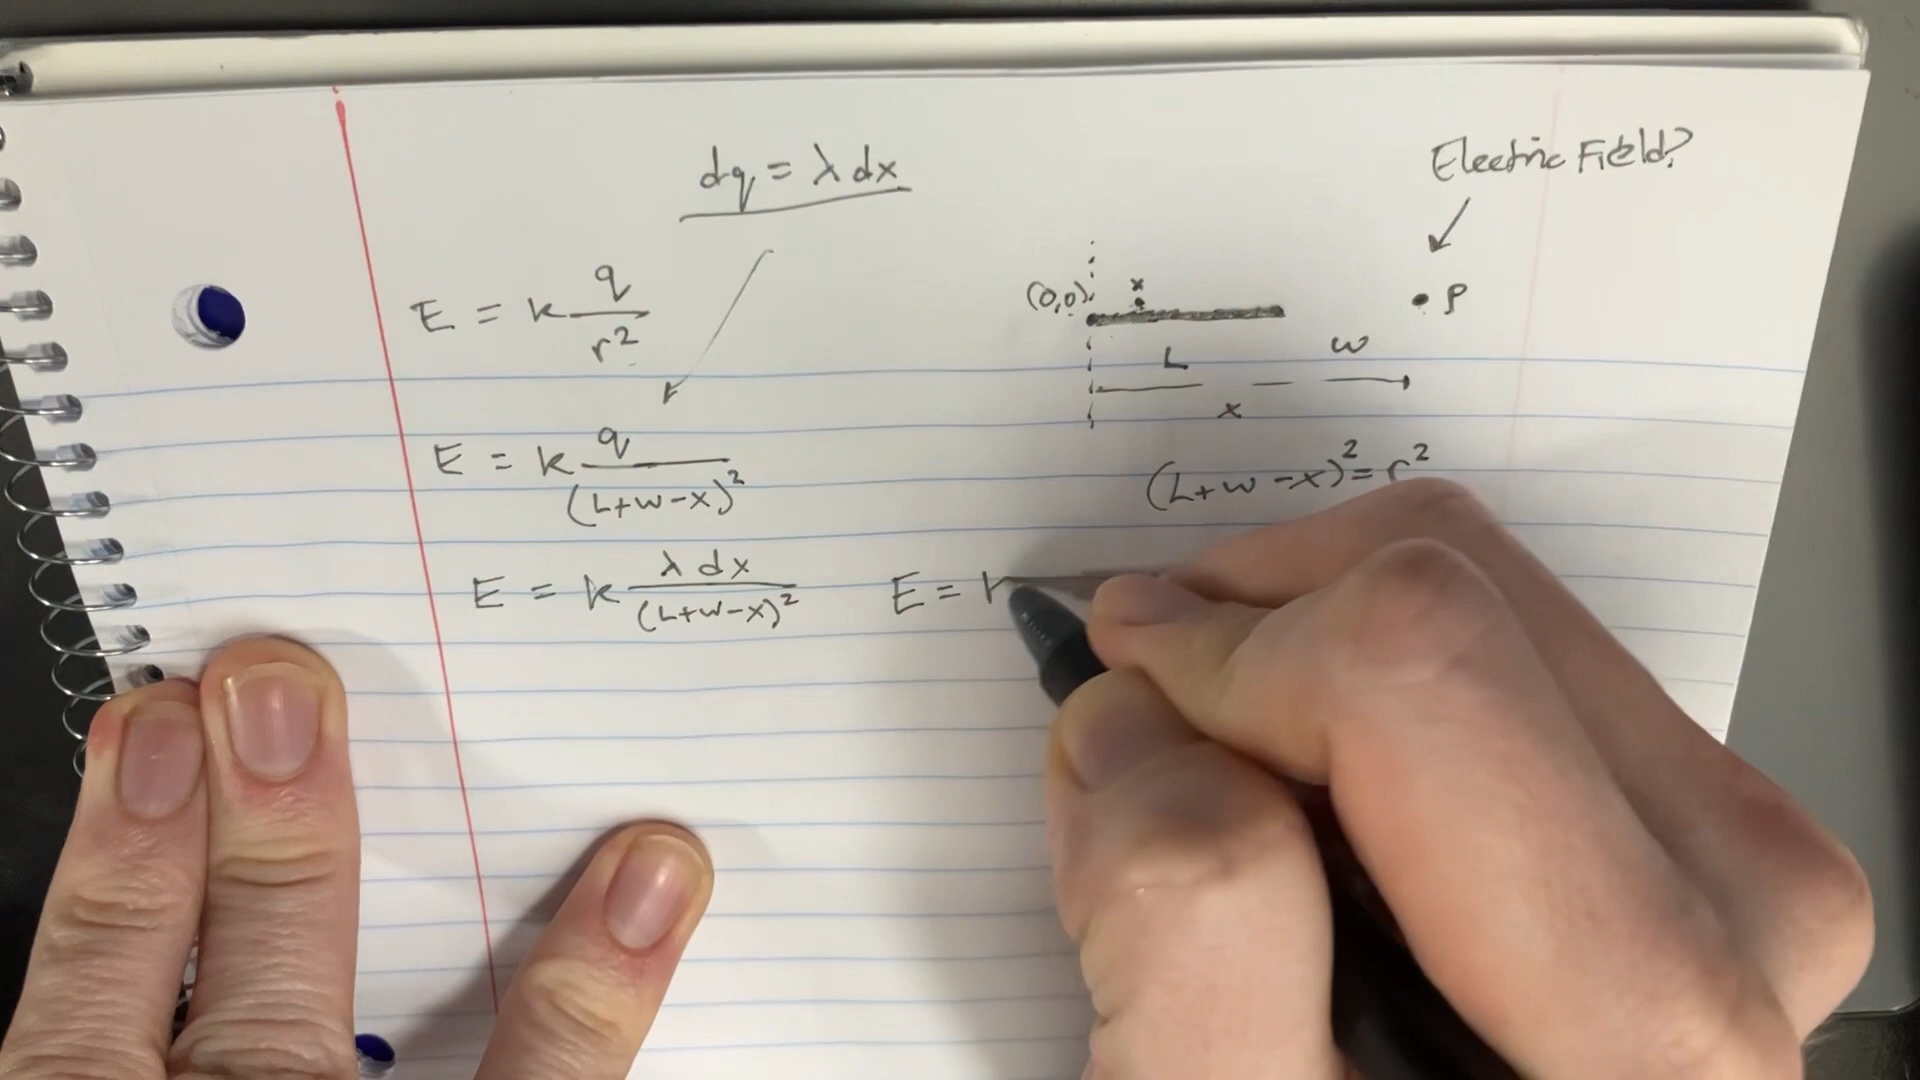 dq = λ dx
Electric Field?
E = k q / r²
(0,0)
x
P
L
w
x
E = k q / (L+w-x)²
(L+w-x)² = r²
E = k λ dx / (L+w-x)²
E = k